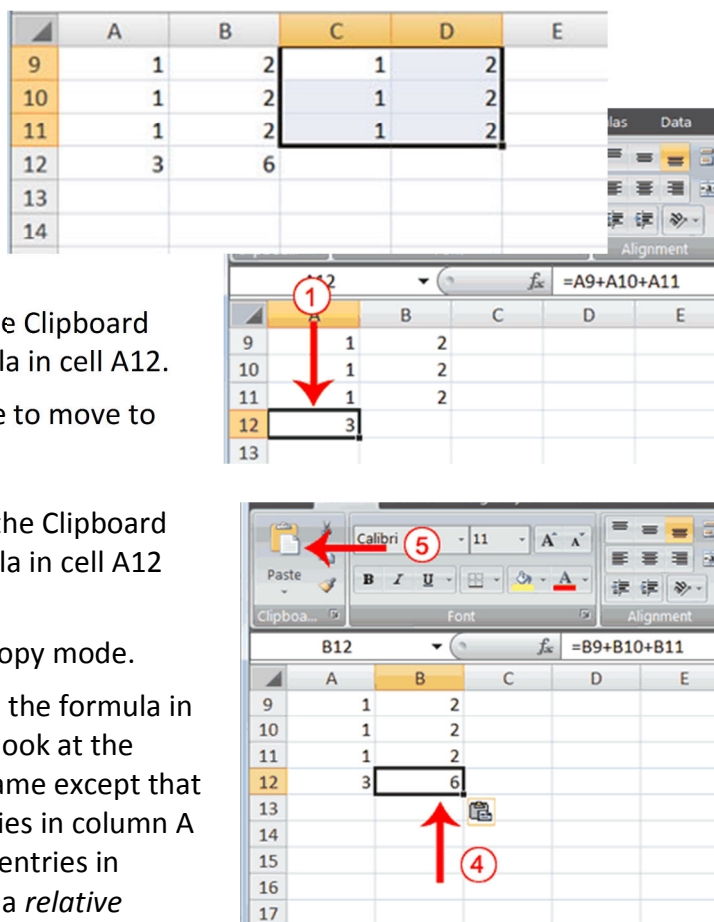 A B C D E
9 1 2 1 2
10 1 2 1 2
11 1 2 1 2
12 3 6
13
14
Data
Alignment
=A9+A10+A11
1
B C D E
9 1 2
10 1 2
11 1 2
12 3
13
e Clipboard
la in cell A12.
e to move to
the Clipboard
la in cell A12
opy mode.
the formula in
ook at the
ame except that
ies in column A
entries in
a relative
Calibri 5 11 A A
Paste B I U A
Clipboa... Font Alignment
B12 fx =B9+B10+B11
A B C D E
9 1 2
10 1 2
11 1 2
12 3 6
13
14
15 4
16
17